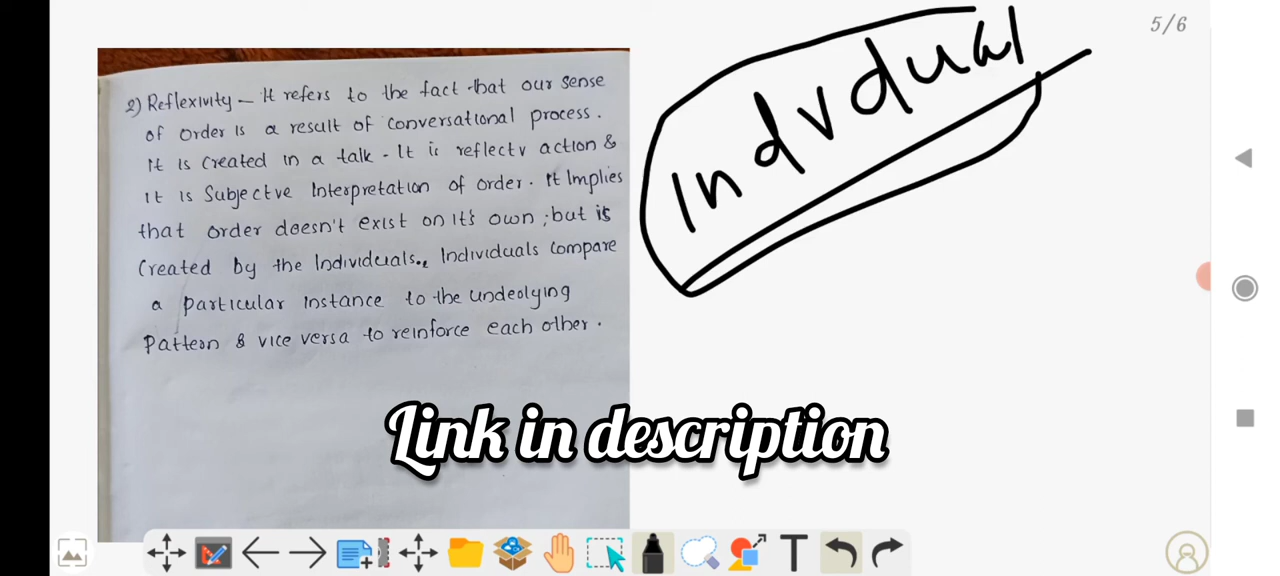 5/6
2) Reflexivity – It refers to the fact that our sense
of order is a result of conversational process.
It is created in a talk - It is reflectv action &
it is Subjectve Interpretation of order. It Implies
that order doesn't exist on it's own, but is
Created by the Individuals.. Individuals compare
a particular instance to the undeolying
Patteon & vice versa to reinforce each other.
Indvdual
Link in description
T